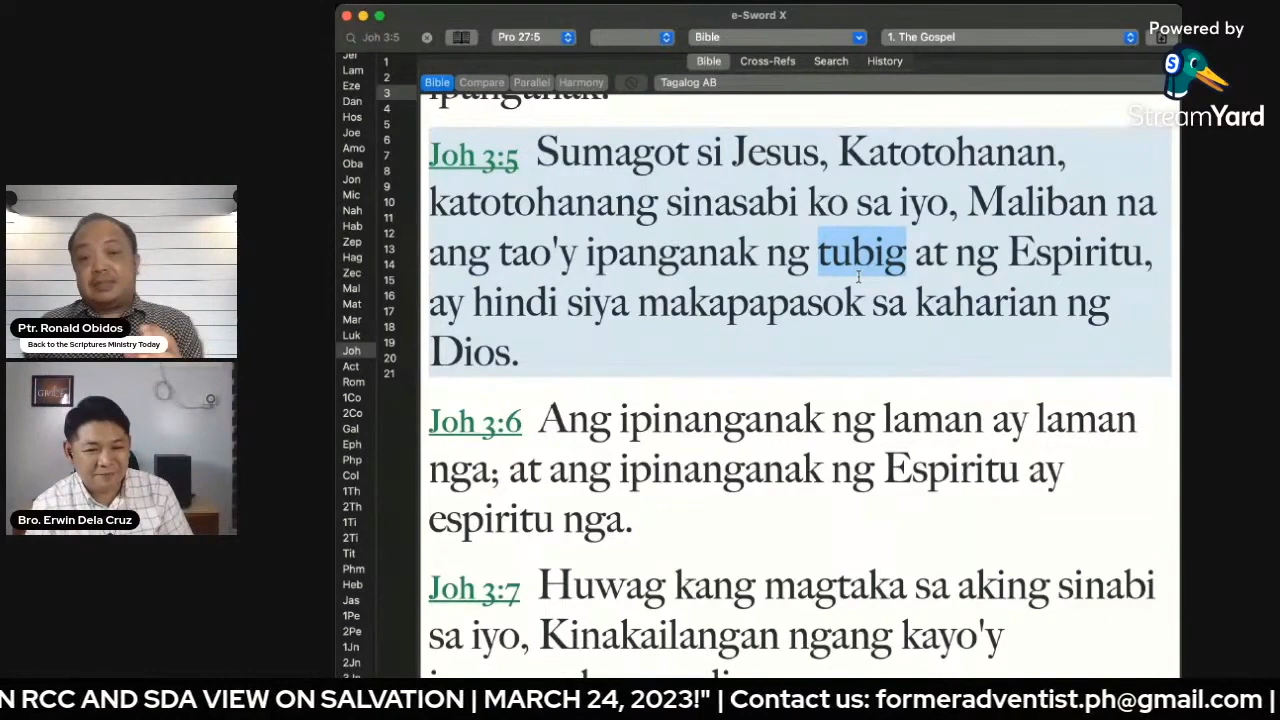 e-Sword X
Powered by
StreamYard
Joh 3:5
Pro 27:5
Bible
1. The Gospel
Bible Cross-Refs Search History
Bible Compare Parallel Harmony
Tagalog AB
Jer
Lam
Eze
Dan
Hos
Joe
Amo
Oba
Jon
Mic
Nah
Hab
Zep
Hag
Zec
Mal
Mat
Mar
Luk
Joh
Act
Rom
1Co
2Co
Gal
Eph
Php
Col
1Th
2Th
1Ti
2Ti
Tit
Phm
Heb
Jas
1Pe
2Pe
1Jn
2Jn
1
2
3
4
5
6
7
8
9
10
11
12
13
14
15
16
17
18
19
20
21
ipanganak.
Joh 3:5 Sumagot si Jesus, Katotohanan,
katotohanang sinasabi ko sa iyo, Maliban na
ang tao'y ipanganak ng tubig at ng Espiritu,
ay hindi siya makapapasok sa kaharian ng
Dios.
Joh 3:6 Ang ipinanganak ng laman ay laman
nga; at ang ipinanganak ng Espiritu ay
espiritu nga.
Joh 3:7 Huwag kang magtaka sa aking sinabi
sa iyo, Kinakailangan ngang kayo'y
Ptr. Ronald Obidos
Back to the Scriptures Ministry Today
Bro. Erwin Dela Cruz
N RCC AND SDA VIEW ON SALVATION | MARCH 24, 2023!" | Contact us: formeradventist.ph@gmail.com |